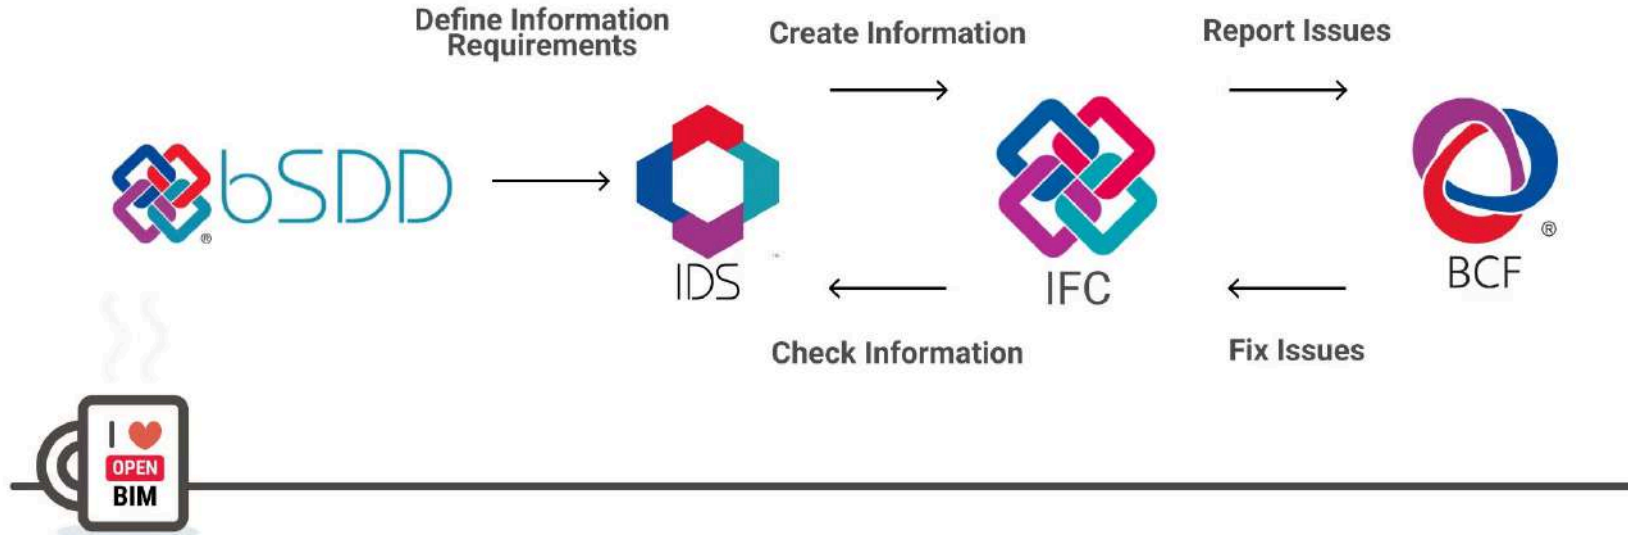 Define Information
Requirements
Create Information
Report Issues
bSDD
®
IDS
IFC
BCF
®
Check Information
Fix Issues
I
OPEN
BIM